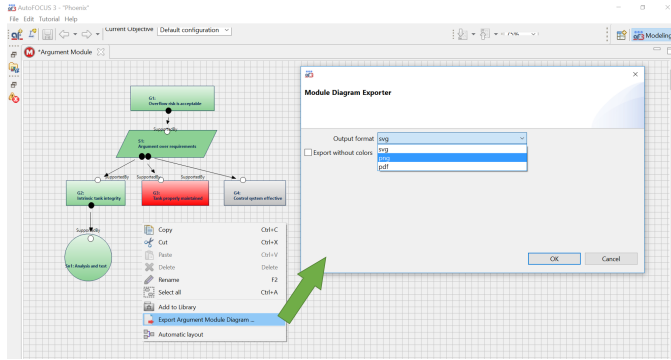 AutoFOCUS 3 - "Phoenix"
File Edit Tutorial Help
Current Objective Default configuration
75%
Modeling
*Argument Module
G1:
Overflow risk is acceptable
SupportedBy
S1:
Argument over requirements
SupportedBy SupportedBy SupportedBy
G2:
Intrinsic tank integrity
G3:
Tank properly maintained
G4:
Control system effective
SupportedBy
Sn1: Analysis and test
Copy Ctrl+C
Cut Ctrl+X
Paste Ctrl+V
Delete Delete
Rename F2
Select all Ctrl+A
Add to Library
Export Argument Module Diagram ...
Automatic layout
Module Diagram Exporter
Output format svg
Export without colors
svg
png
pdf
OK Cancel